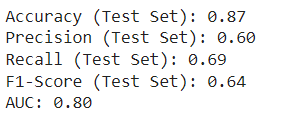 Accuracy (Test Set): 0.87
Precision (Test Set): 0.60
Recall (Test Set): 0.69
F1-Score (Test Set): 0.64
AUC: 0.80